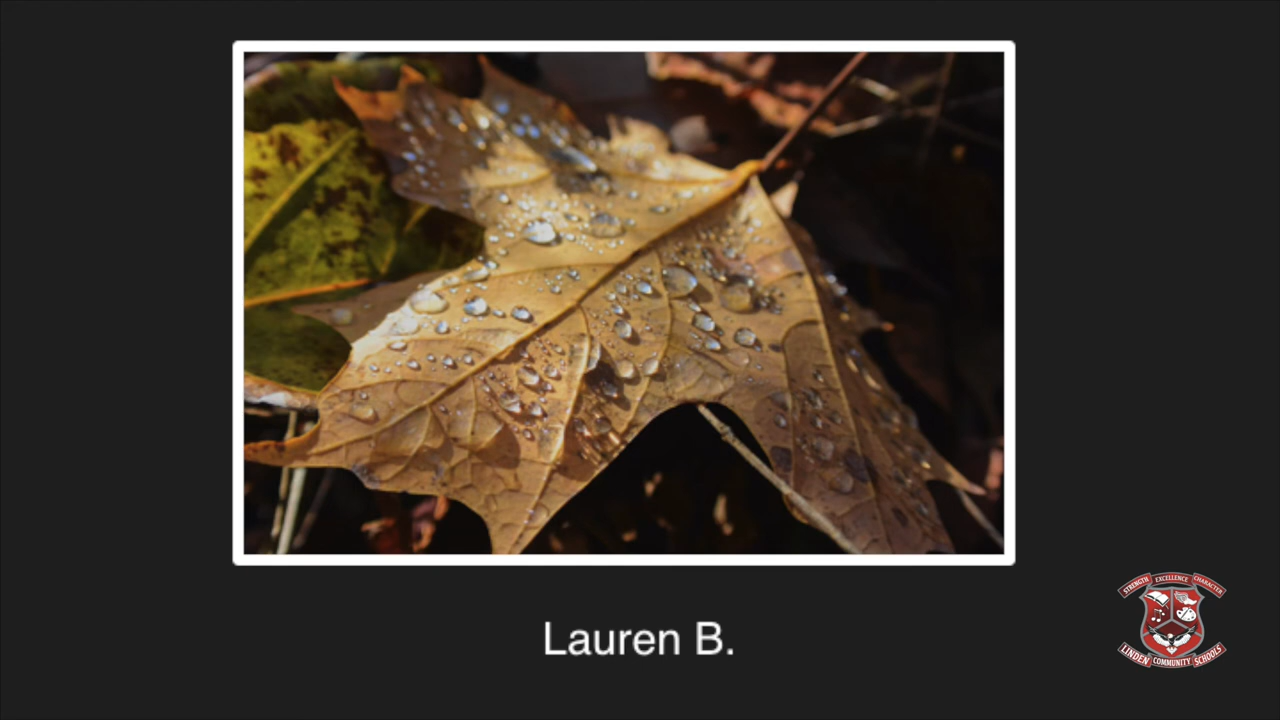 Lauren B.
STRENGTH EXCELLENCE CHARACTER
LINDEN COMMUNITY SCHOOLS